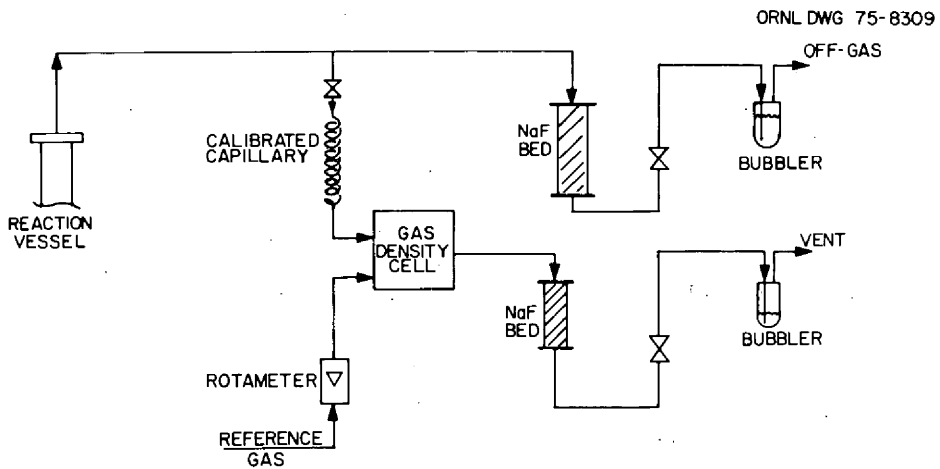 ORNL DWG 75-8309
OFF-GAS
CALIBRATED
CAPILLARY
NaF
BED
BUBBLER
REACTION
VESSEL
GAS
DENSITY
CELL
VENT
NaF
BED
BUBBLER
ROTAMETER
REFERENCE
GAS